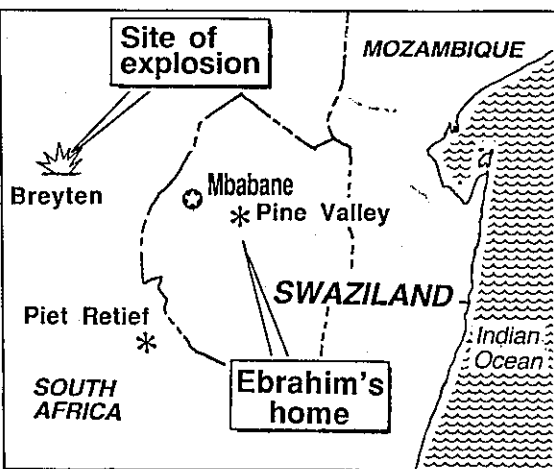 Site of
explosion
MOZAMBIQUE
Breyten
Mbabane
Pine Valley
SWAZILAND
Piet Retief
Indian
Ocean
Ebrahim's
home
SOUTH
AFRICA